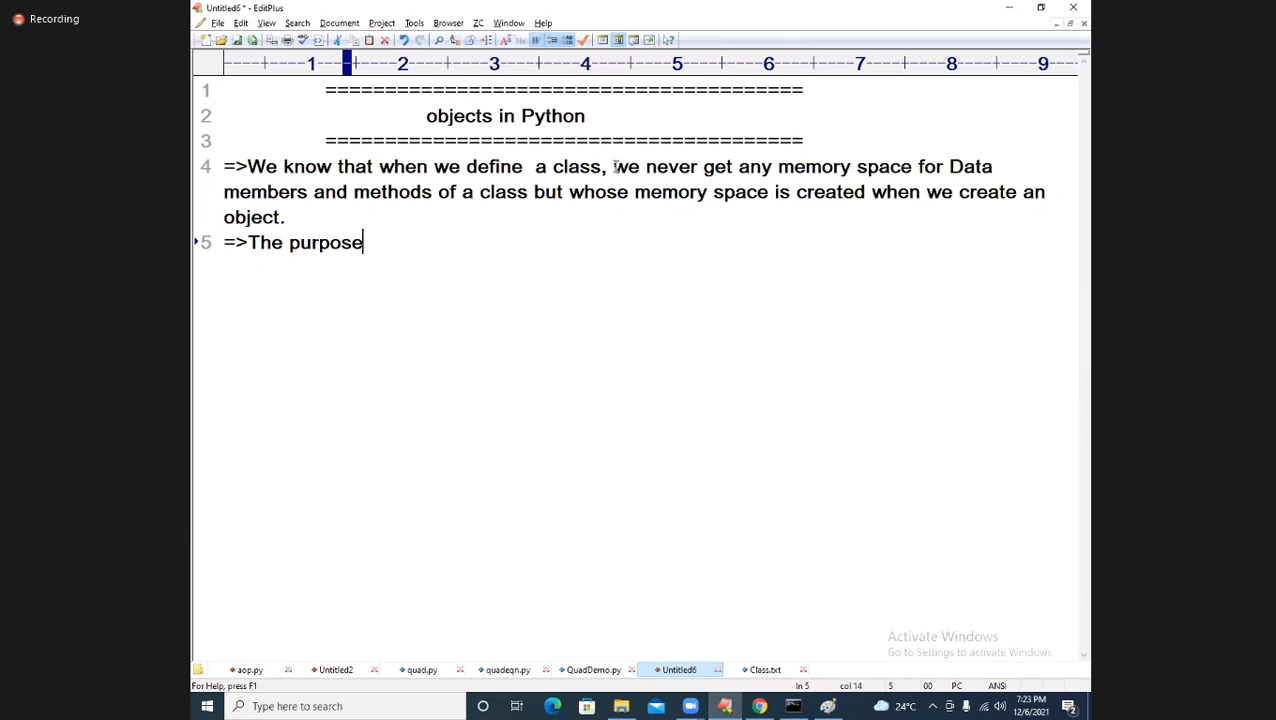 Recording
Untitled6 * - EditPlus
File Edit View Search Document Project Tools Browser ZC Window Help
----+----1----+----2----+----3----+----4----+----5----+----6----+----7----+----8----+----9----
1 ========================================
2 objects in Python
3 ========================================
4 =>We know that when we define  a class, we never get any memory space for Data
members and methods of a class but whose memory space is created when we create an
object.
5 =>The purpose
Activate Windows
Go to Settings to activate Windows.
aop.py Untitled2 quad.py quadeqn.py QuadDemo.py Untitled6 Class.txt
For Help, press F1 ln 5 col 14 5 00 PC ANSI
Type here to search 24°C 7:23 PM
12/6/2021 2